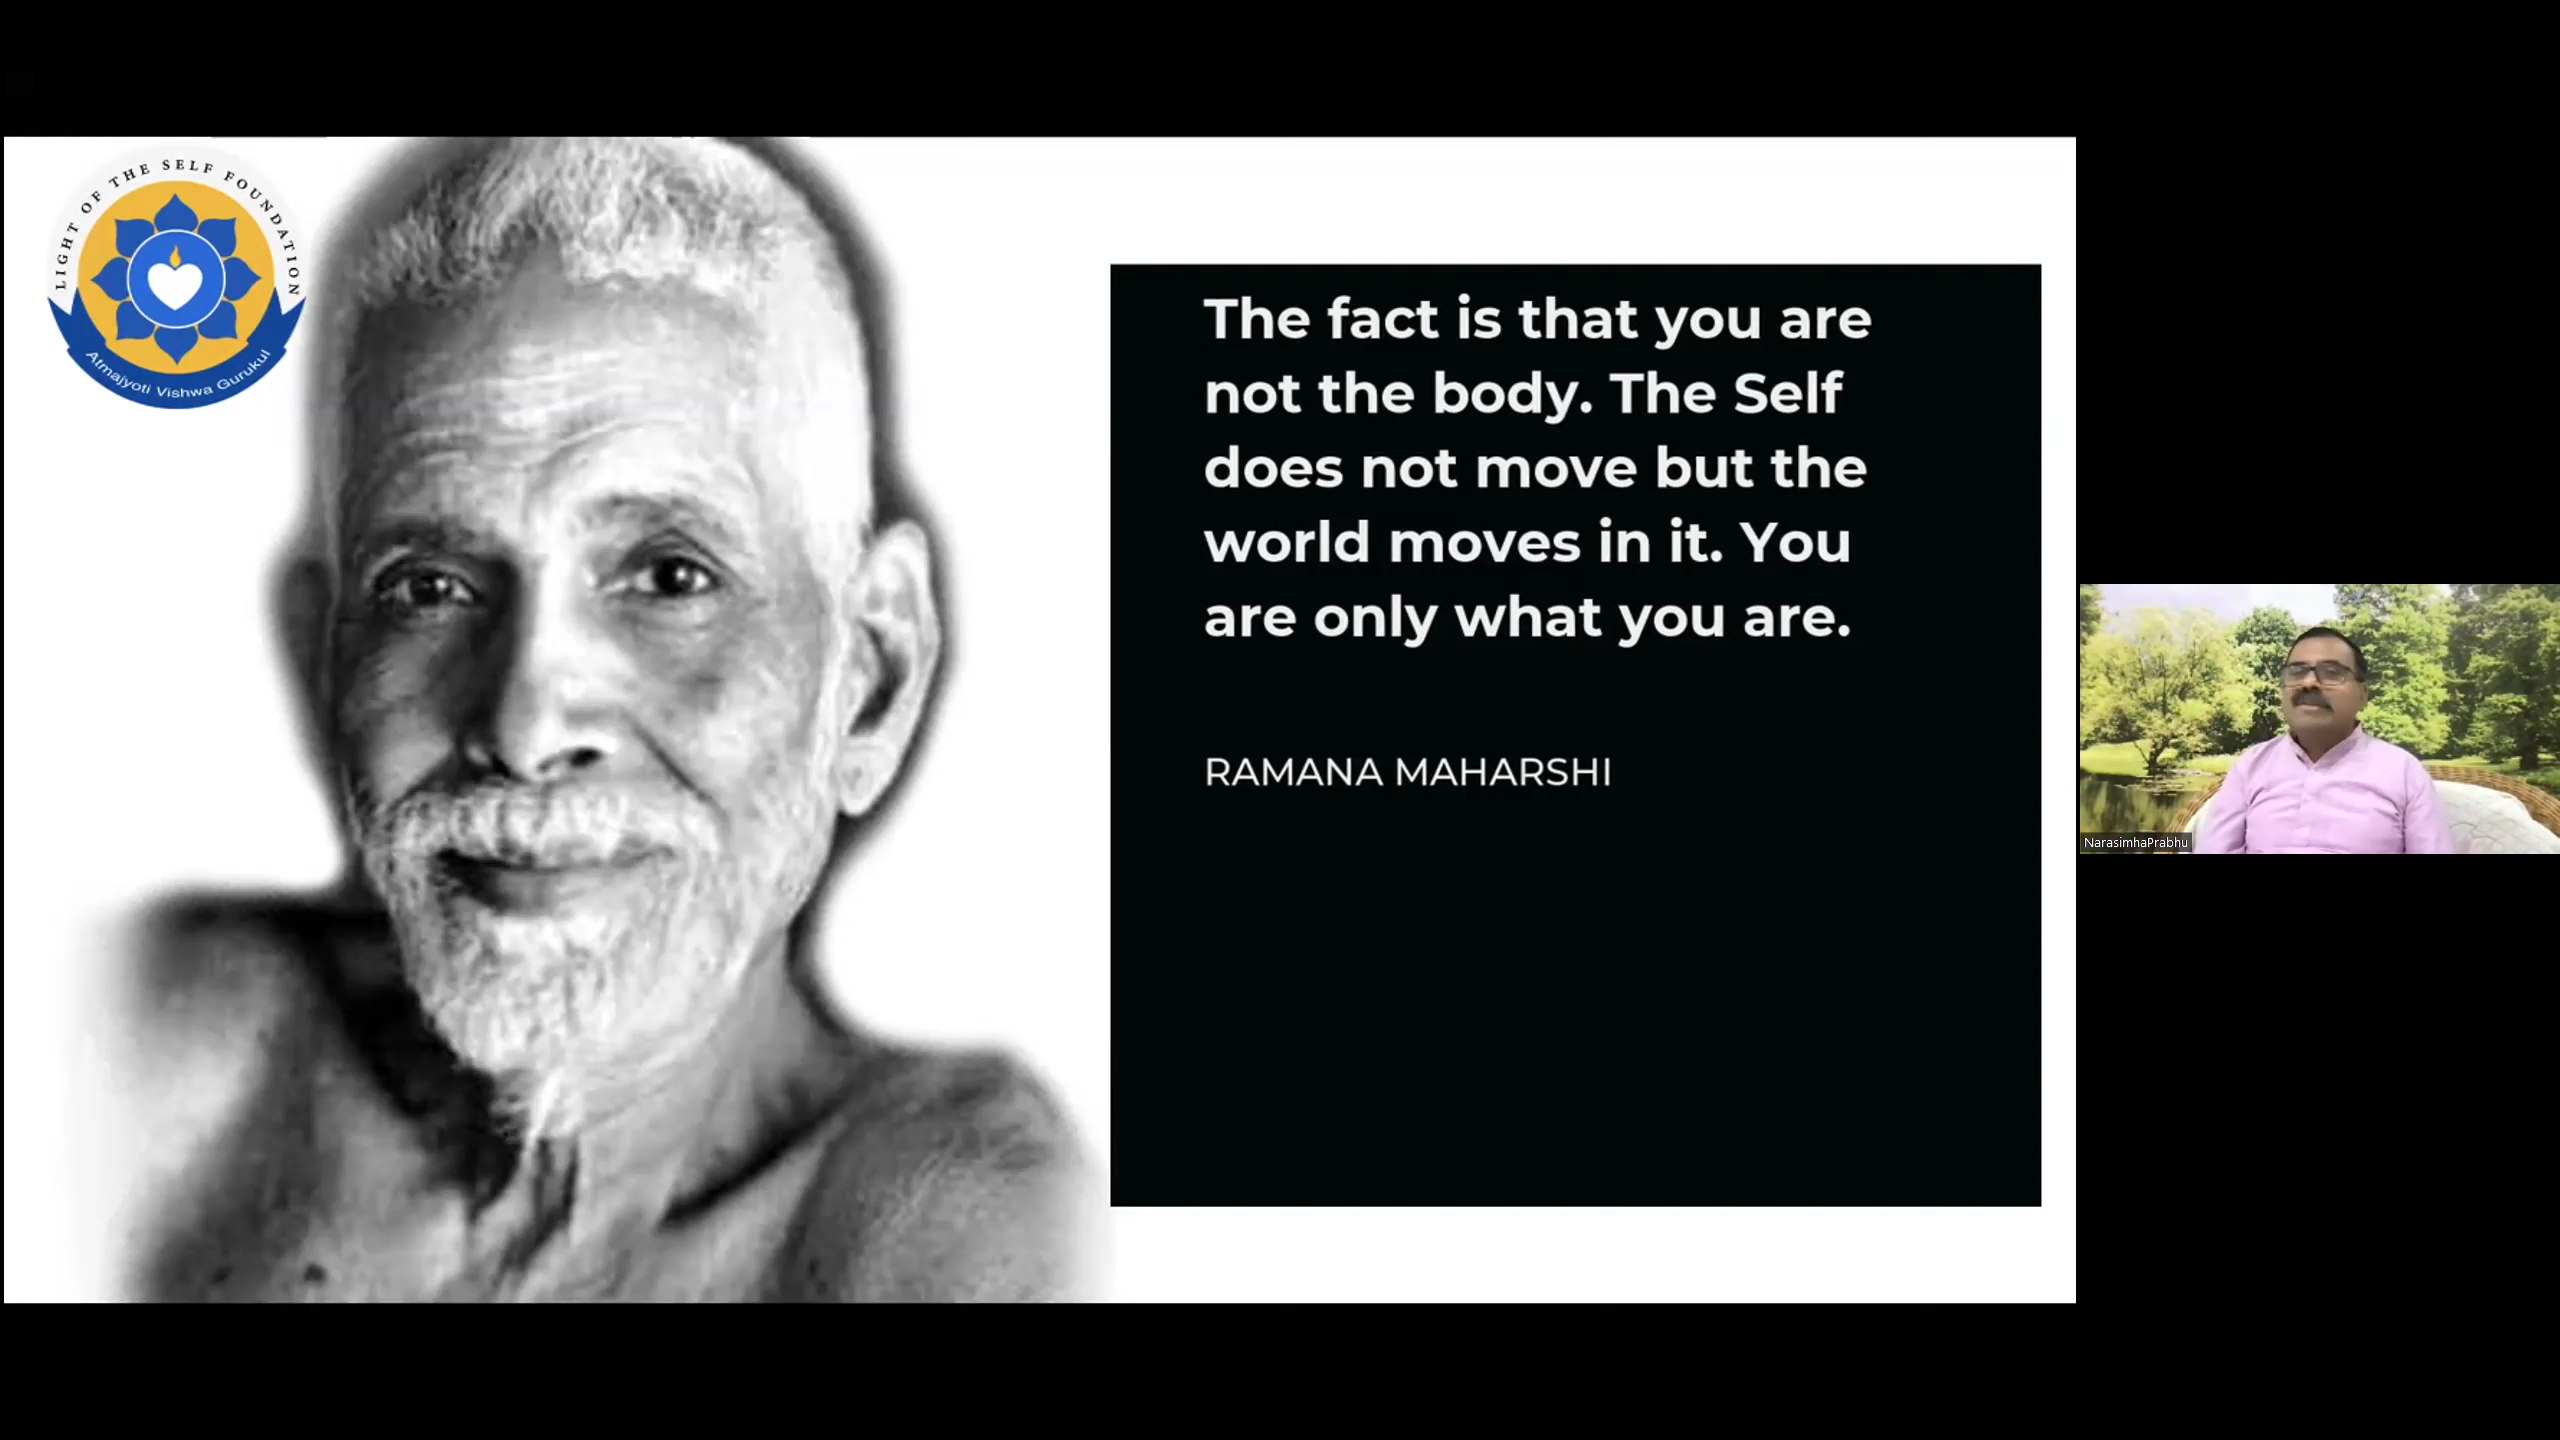 LIGHT OF THE SELF FOUNDATION
Atmajyoti Vishwa Gurukul
The fact is that you are
not the body. The Self
does not move but the
world moves in it. You
are only what you are.
RAMANA MAHARSHI
NarasimhaPrabhu